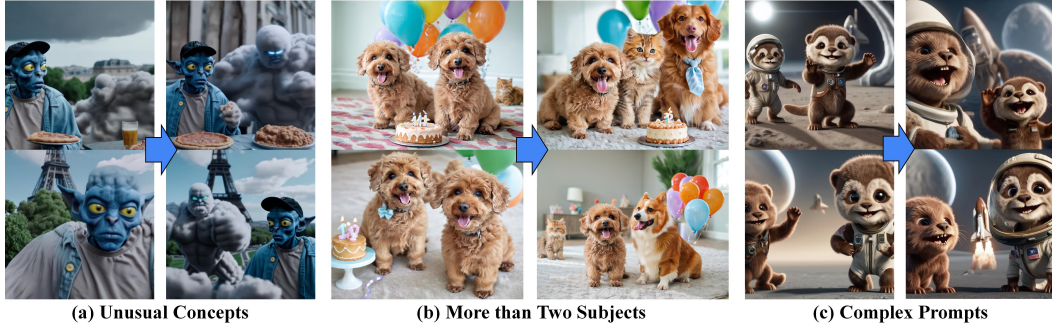 (a) Unusual Concepts
(b) More than Two Subjects
(c) Complex Prompts